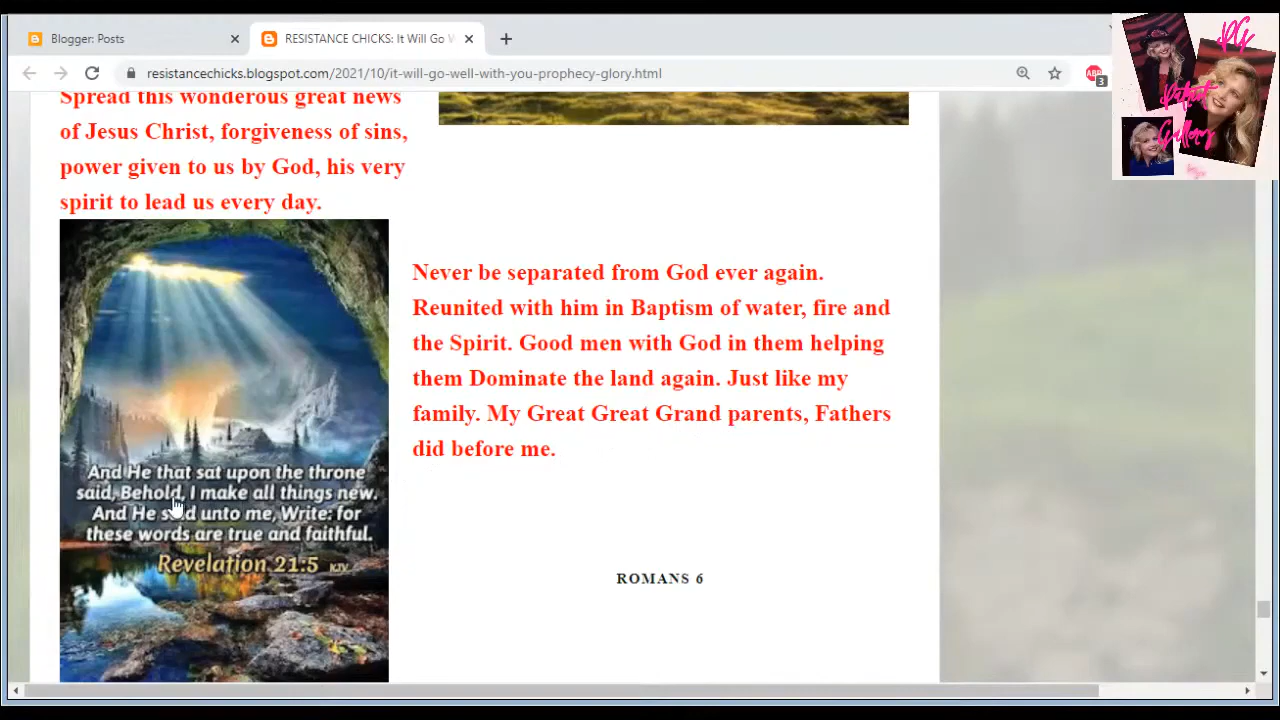 Blogger: Posts
RESISTANCE CHICKS: It Will Go W
resistancechicks.blogspot.com/2021/10/it-will-go-well-with-you-prophecy-glory.html
3
PG
Patriot
Gallery
Spread this wonderous great news
of Jesus Christ, forgiveness of sins,
power given to us by God, his very
spirit to lead us every day.
Never be separated from God ever again.
Reunited with him in Baptism of water, fire and
the Spirit. Good men with God in them helping
them Dominate the land again. Just like my
family. My Great Great Grand parents, Fathers
did before me.
And He that sat upon the throne
said, Behold, I make all things new.
And He said unto me, Write: for
these words are true and faithful.
Revelation 21:5 KJV
ROMANS 6